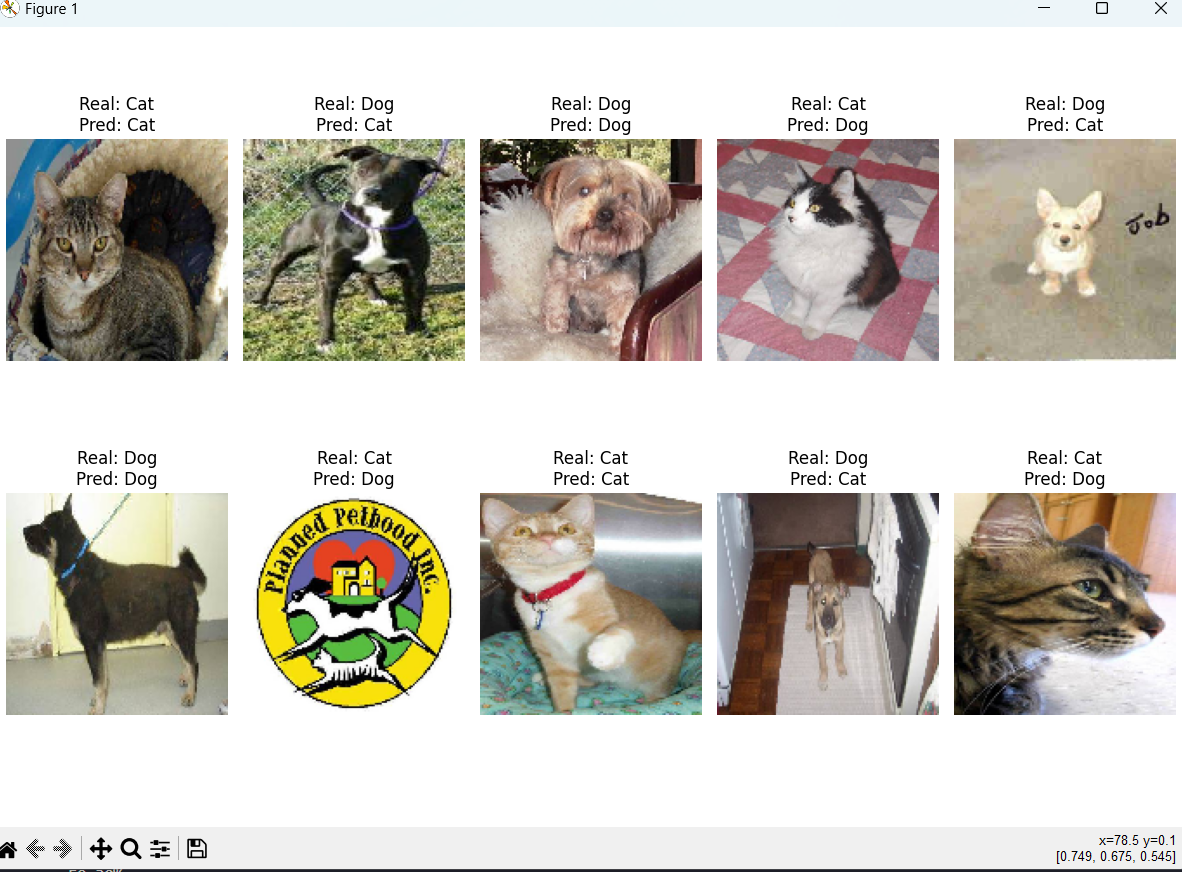 Figure 1
Real: Cat
Pred: Cat
Real: Dog
Pred: Cat
Real: Dog
Pred: Dog
Real: Cat
Pred: Dog
Real: Dog
Pred: Cat
Job
Real: Dog
Pred: Dog
Real: Cat
Pred: Dog
Planned Pethood Inc.
Real: Cat
Pred: Cat
Real: Dog
Pred: Cat
Real: Cat
Pred: Dog
x=78.5 y=0.1
[0.749, 0.675, 0.545]